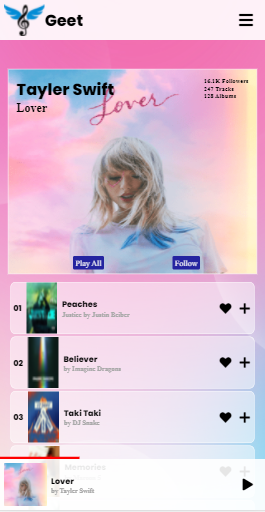 Geet
Tayler Swift
Lover
Lover
16.1K Followers
247 Tracks
128 Albums
Play All
Follow
01
Peaches
Justice by Justin Beiber
02
Believer
by Imagine Dragons
03
Taki Taki
by DJ Snake
Memories
Lover
by Tayler Swift